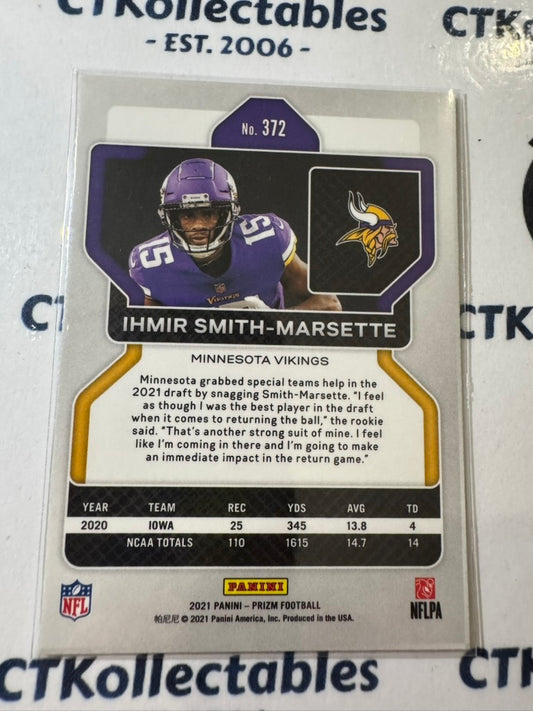 CTKollectables
- EST. 2006 -
CTK
No. 372
15
15
VIKINGS
IHMIR SMITH-MARSETTE
MINNESOTA VIKINGS
Minnesota grabbed special teams help in the
2021 draft by snagging Smith-Marsette. "I feel
as though I was the best player in the draft
when it comes to returning the ball," the rookie
said. "That's another strong suit of mine. I feel
like I'm coming in there and I'm going to make
an immediate impact in the return game."
YEAR TEAM REC YDS AVG TD
2020 IOWA 25 345 13.8 4
NCAA TOTALS 110 1615 14.7 14
PANINI
2021 PANINI – PRIZM FOOTBALL
帕尼尼 © 2021 Panini America, Inc. Produced in the USA.
NFL
NFLPA
CTKo
CTKollectables
CTK